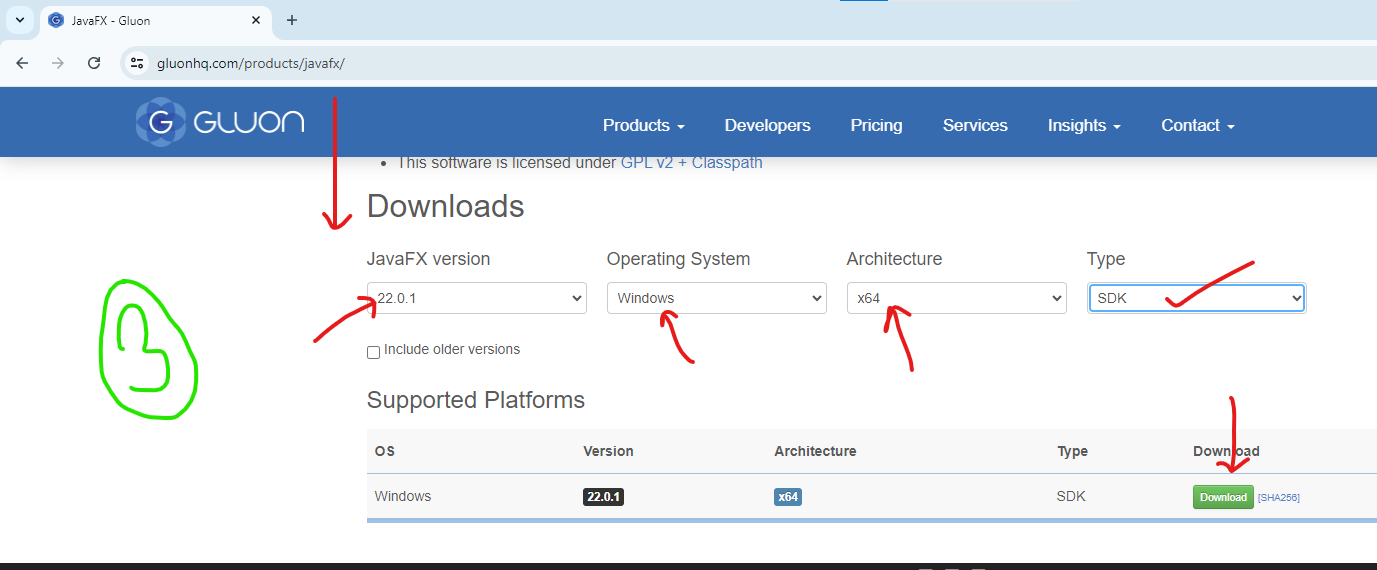 JavaFX - Gluon
gluonhq.com/products/javafx/
G GLUON Products Developers Pricing Services Insights Contact
This software is licensed under GPL v2 + Classpath
Downloads
JavaFX version Operating System Architecture Type
22.0.1 Windows x64 SDK
Include older versions
Supported Platforms
OS Version Architecture Type Download
Windows 22.0.1 x64 SDK Download [SHA256]